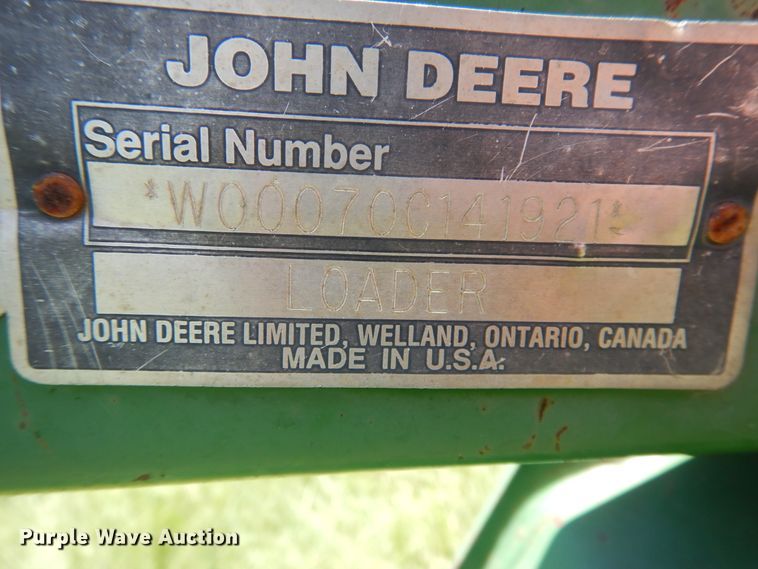 JOHN DEERE
Serial Number
*W00070C141921*
LOADER
JOHN DEERE LIMITED, WELLAND, ONTARIO, CANADA
MADE IN U.S.A.
Purple Wave Auction